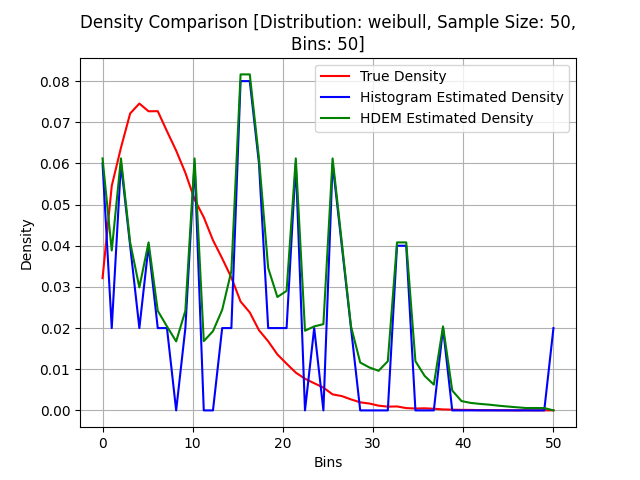 Density Comparison [Distribution: weibull, Sample Size: 50,
Bins: 50]
True Density
Histogram Estimated Density
HDEM Estimated Density
Density
0.08
0.07
0.06
0.05
0.04
0.03
0.02
0.01
0.00
0 10 20 30 40 50
Bins